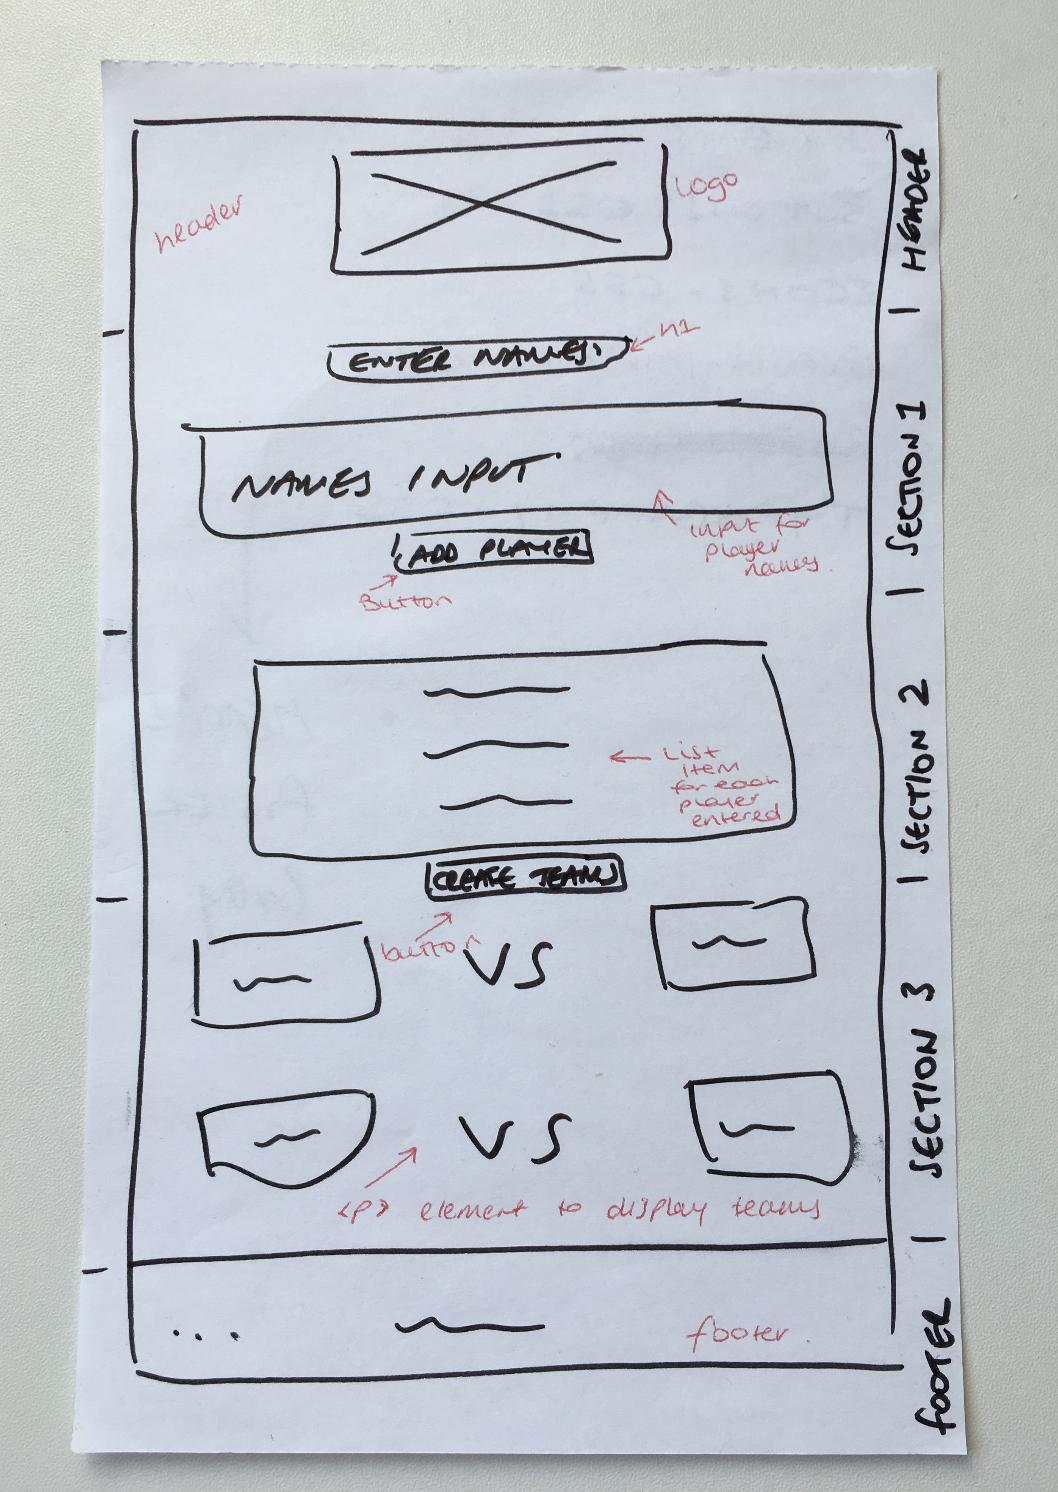 header
Logo
HEADER
ENTER NAMES:
h1
NAMES INPUT
input for
player
names.
ADD PLAYER
Button
SECTION 1
List
item
for each
player
entered
SECTION 2
CREATE TEAMS
button
VS
VS
<P> element to display teams
SECTION 3
...
footer.
FOOTER